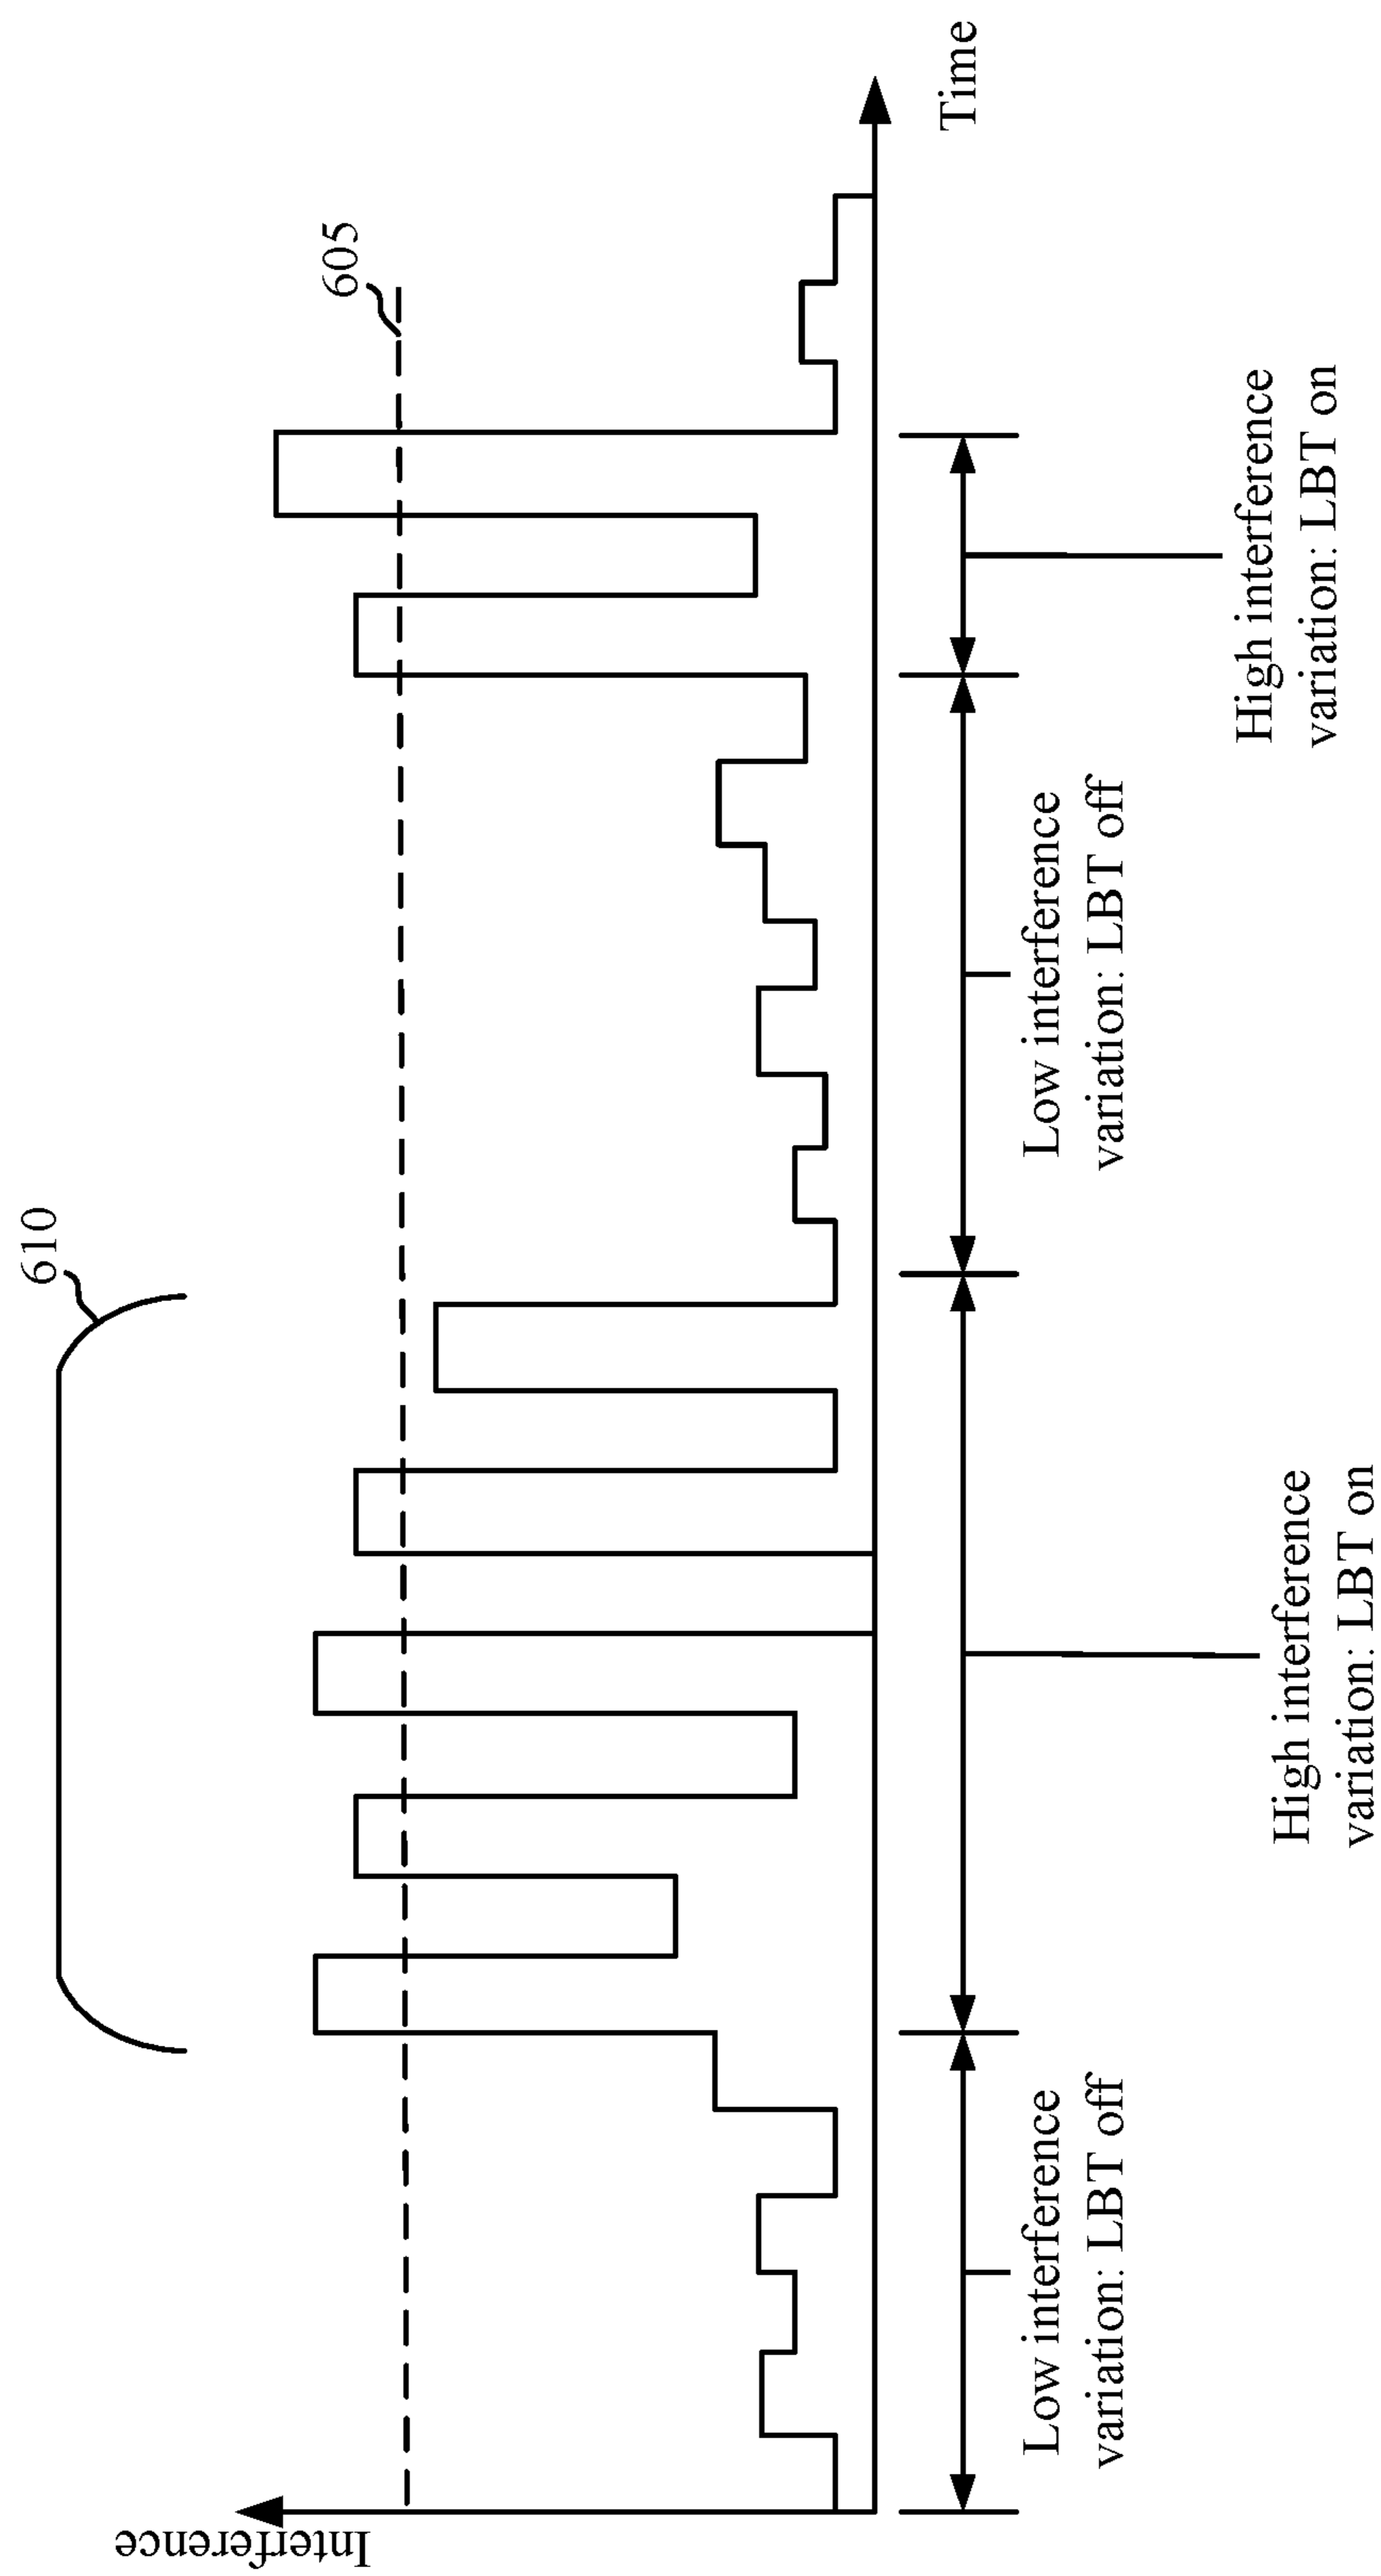 610
605
Interference
Time
Low interference
variation: LBT off
High interference
variation: LBT on
Low interference
variation: LBT off
High interference
variation: LBT on